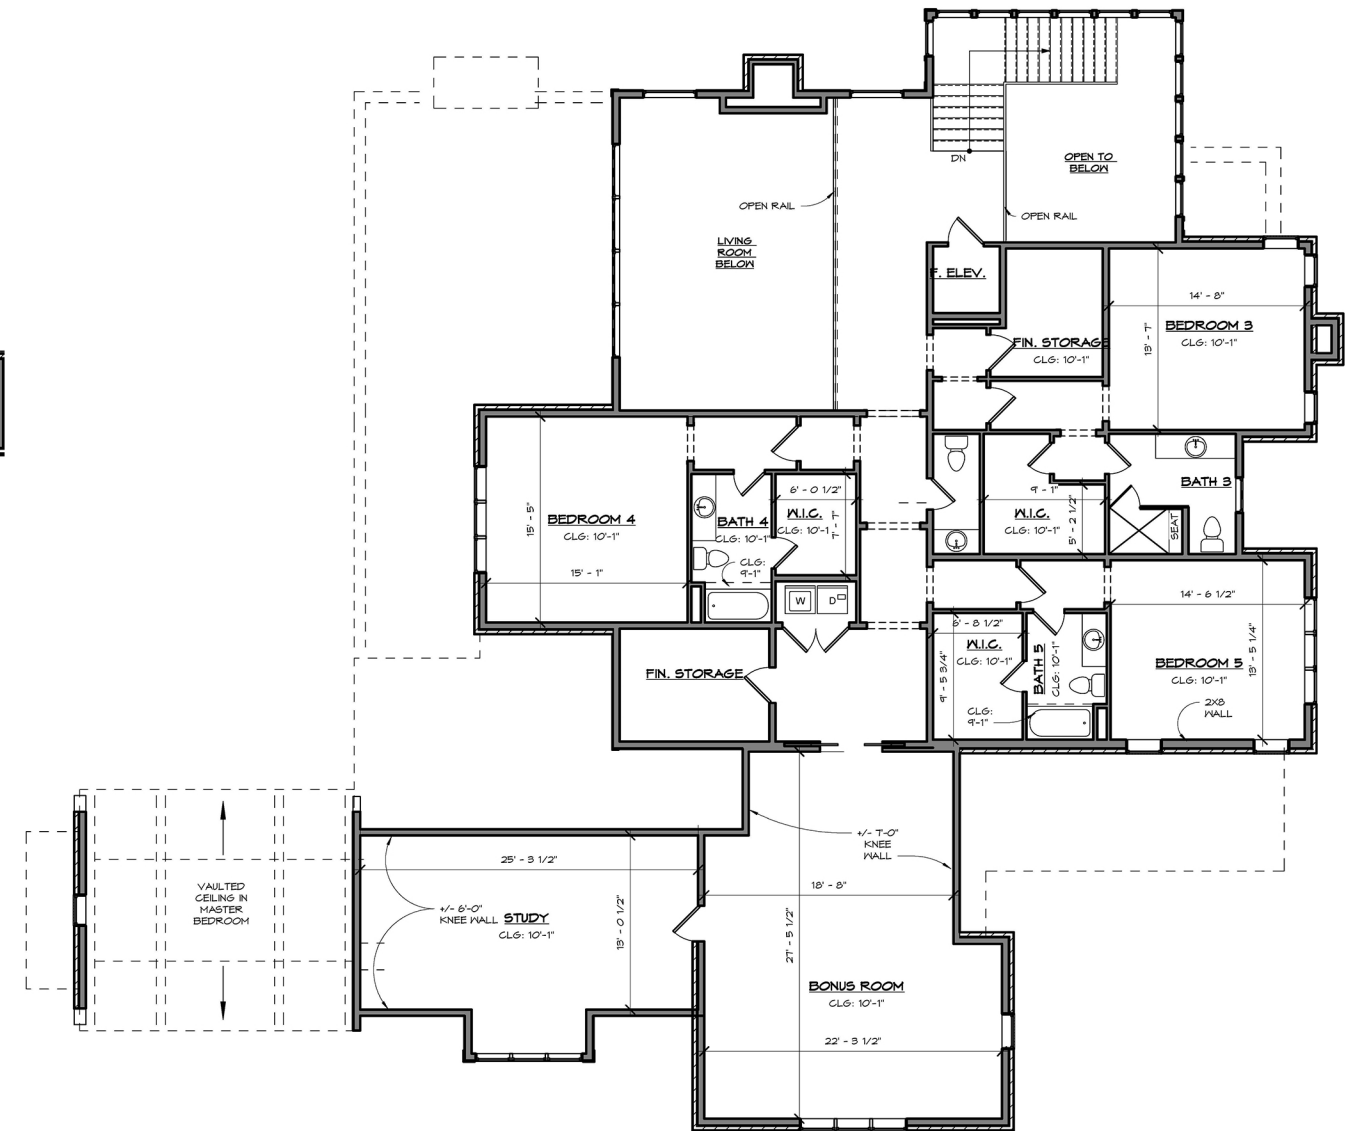 DN
OPEN TO
BELOW
OPEN RAIL
OPEN RAIL
LIVING
ROOM
BELOW
F. ELEV.
14' - 8"
BEDROOM 3
CLG: 10'-1"
13' - 7"
FIN. STORAGE
CLG: 10'-1"
BATH 3
SEAT
9' - 1"
W.I.C.
CLG: 10'-1"
5' - 2 1/2"
6' - 0 1/2"
W.I.C.
CLG: 10'-1
7' - 7"
BATH 4
CLG: 10'-1"
CLG:
9'-1"
BEDROOM 4
CLG: 10'-1"
15' - 5"
15' - 1"
W
D
14' - 6 1/2"
BEDROOM 5
CLG: 10'-1"
13' - 5 1/4"
2X8
WALL
6' - 8 1/2"
W.I.C.
CLG: 10'-1"
9' - 5 3/4"
BATH 5
CLG: 10'-1"
CLG:
9'-1"
FIN. STORAGE
+/- 7'-0"
KNEE
WALL
18' - 8"
27' - 5 1/2"
BONUS ROOM
CLG: 10'-1"
22' - 3 1/2"
25' - 3 1/2"
+/- 6'-0"
KNEE WALL
STUDY
CLG: 10'-1"
13' - 0 1/2"
VAULTED
CEILING IN
MASTER
BEDROOM